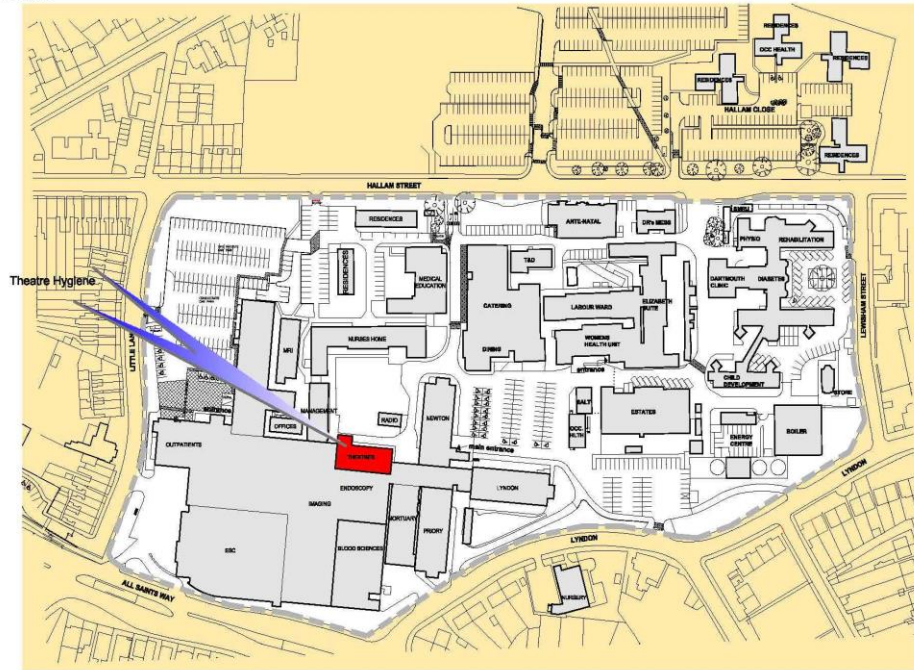 RESIDENCES
OCC HEALTH
RESIDENCES
RESIDENCES
HALLAM CLOSE
RESIDENCES
HALLAM STREET
RESIDENCES
ANTE-NATAL
DR's MESS
PHYSIO
REHABILITATION
RESIDENCES
MEDICAL
EDUCATION
T&D
DARTMOUTH
CLINIC
DIABETES
Theatre Hygiene
CATERING
LABOUR WARD
ELIZABETH
SUITE
LEWISHAM STREET
LITTLE LANE
MRI
NURSES HOME
DINING
WOMENS
HEALTH UNIT
entrance
CHILD
DEVELOPMENT
STORE
entrance
MANAGEMENT
OFFICES
RADIO
NEWTON
SALT
OCC.
HLTH
ESTATES
ENERGY
CENTRE
BOILER
OUTPATIENTS
main entrance
THEATRES
ENDOSCOPY
IMAGING
LYNDON
LYNDON
MORTUARY
PRIORY
BLOOD SCIENCES
LYNDON
ALL SAINTS WAY
NURSERY